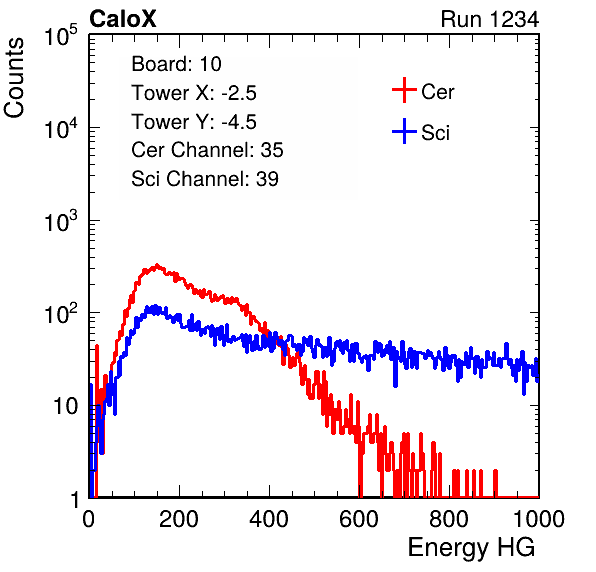 CaloX Run 1234
Counts
Board: 10
Tower X: -2.5
Tower Y: -4.5
Cer Channel: 35
Sci Channel: 39
Cer
Sci
10^5
10^4
10^3
10^2
10
1
0 200 400 600 800 1000
Energy HG